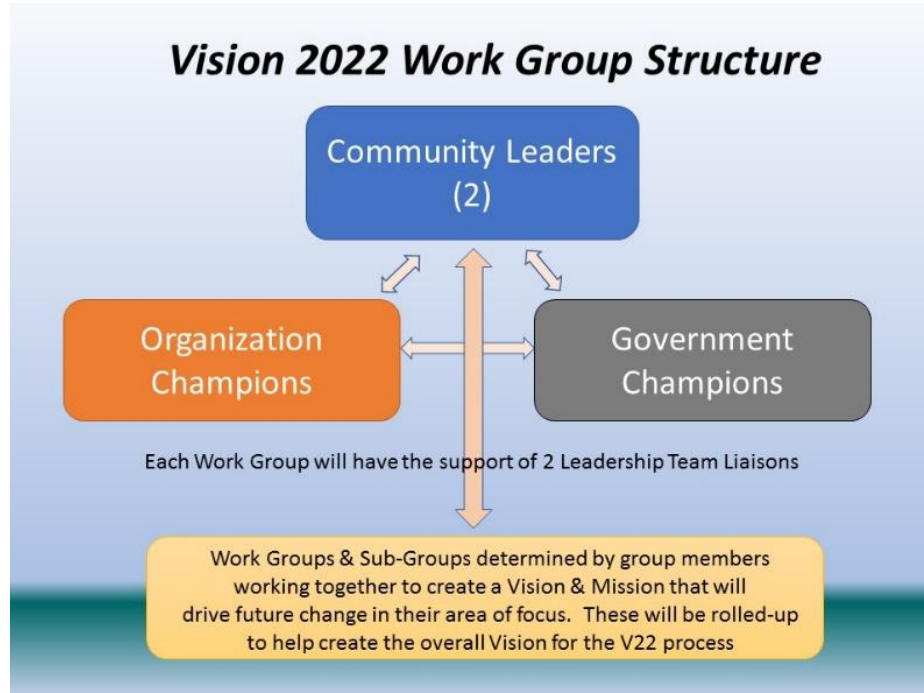 Vision 2022 Work Group Structure
Community Leaders
(2)
Organization
Champions
Government
Champions
Each Work Group will have the support of 2 Leadership Team Liaisons
Work Groups & Sub-Groups determined by group members
working together to create a Vision & Mission that will
drive future change in their area of focus.  These will be rolled-up
to help create the overall Vision for the V22 process